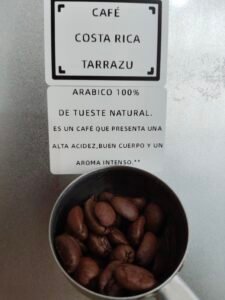 CAFÉ
COSTA RICA
TARRAZU
ARABICO 100%
DE TUESTE NATURAL.
ES UN CAFÉ QUE PRESENTA UNA
ALTA ACIDEZ,BUEN CUERPO Y UN
AROMA INTENSO.**